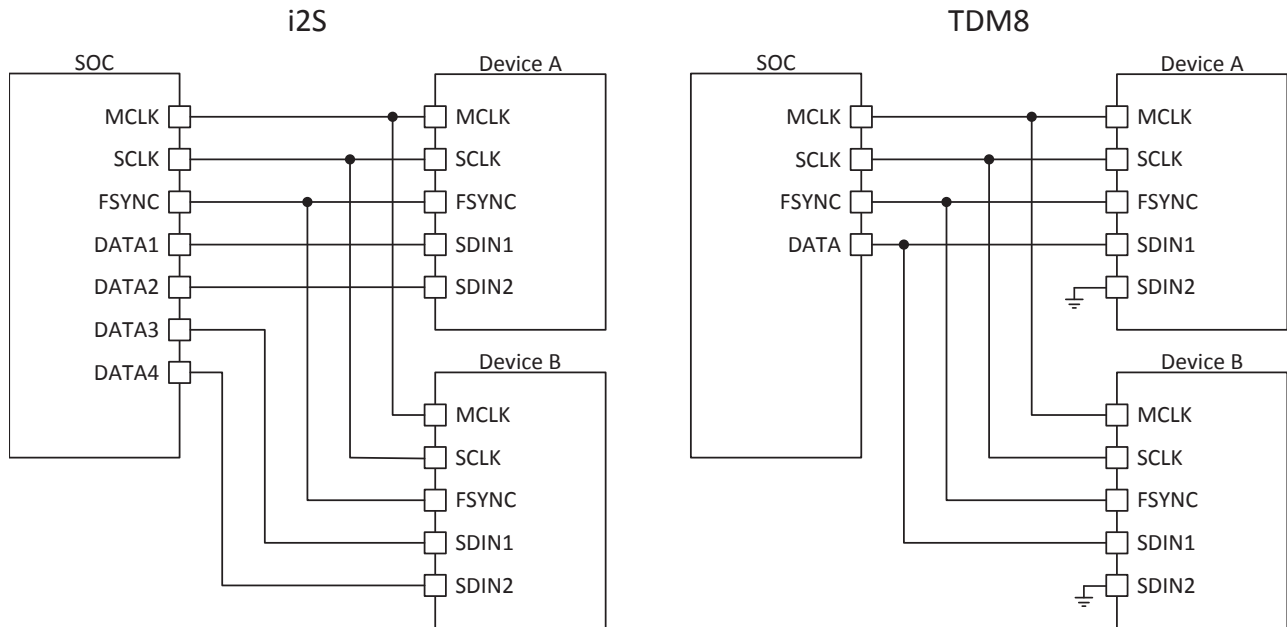 i2S
SOC
MCLK
SCLK
FSYNC
DATA1
DATA2
DATA3
DATA4
Device A
MCLK
SCLK
FSYNC
SDIN1
SDIN2
Device B
MCLK
SCLK
FSYNC
SDIN1
SDIN2
TDM8
SOC
MCLK
SCLK
FSYNC
DATA
Device A
MCLK
SCLK
FSYNC
SDIN1
SDIN2
Device B
MCLK
SCLK
FSYNC
SDIN1
SDIN2